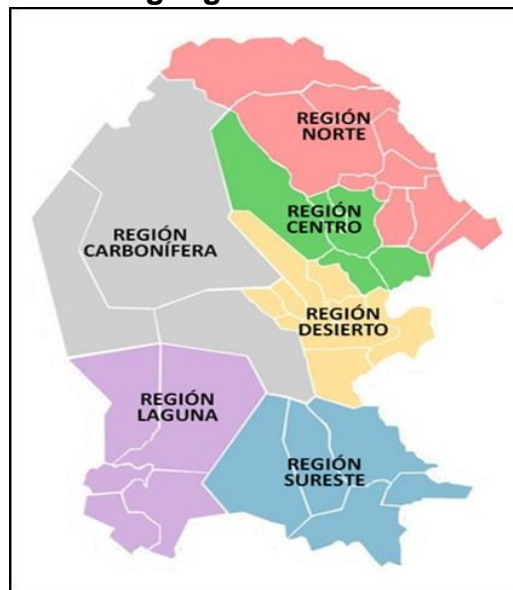 REGIÓN
NORTE
REGIÓN
CENTRO
REGIÓN
CARBONÍFERA
REGIÓN
DESIERTO
REGIÓN
LAGUNA
REGIÓN
SURESTE